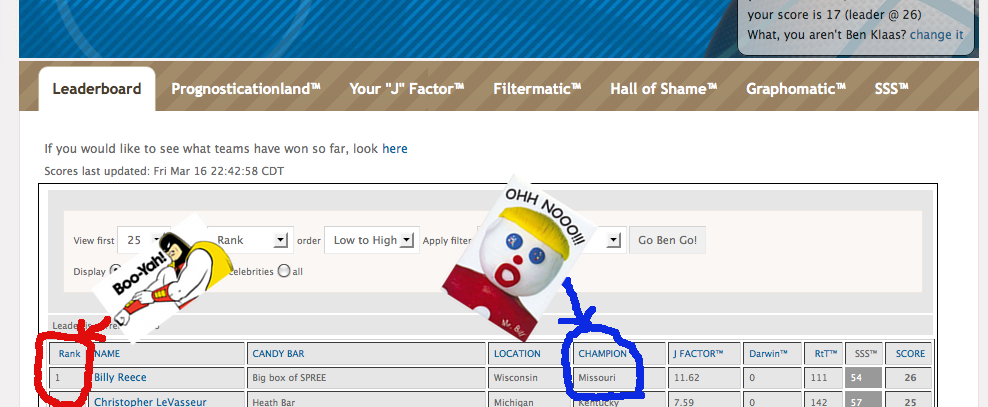 your score is 17 (leader @ 26)
What, you aren't Ben Klaas? change it
Leaderboard Prognosticationland™ Your "J" Factor™ Filtermatic™ Hall of Shame™ Graphomatic™ SSS™
If you would like to see what teams have won so far, look here
Scores last updated: Fri Mar 16 22:42:58 CDT
OHH NOOO!!!
Boo-Yah!
View first 25 Rank order Low to High Apply filter Go Ben Go!
Display all
Mr. Bill
Rank NAME CANDY BAR LOCATION CHAMPION J FACTOR™ Darwin™ RtT™ SSS™ SCORE
1 Billy Reece Big box of SPREE Wisconsin Missouri 11.62 0 111 54 26
Christopher LeVasseur Heath Bar Michigan Kentucky 7.59 0 142 57 25